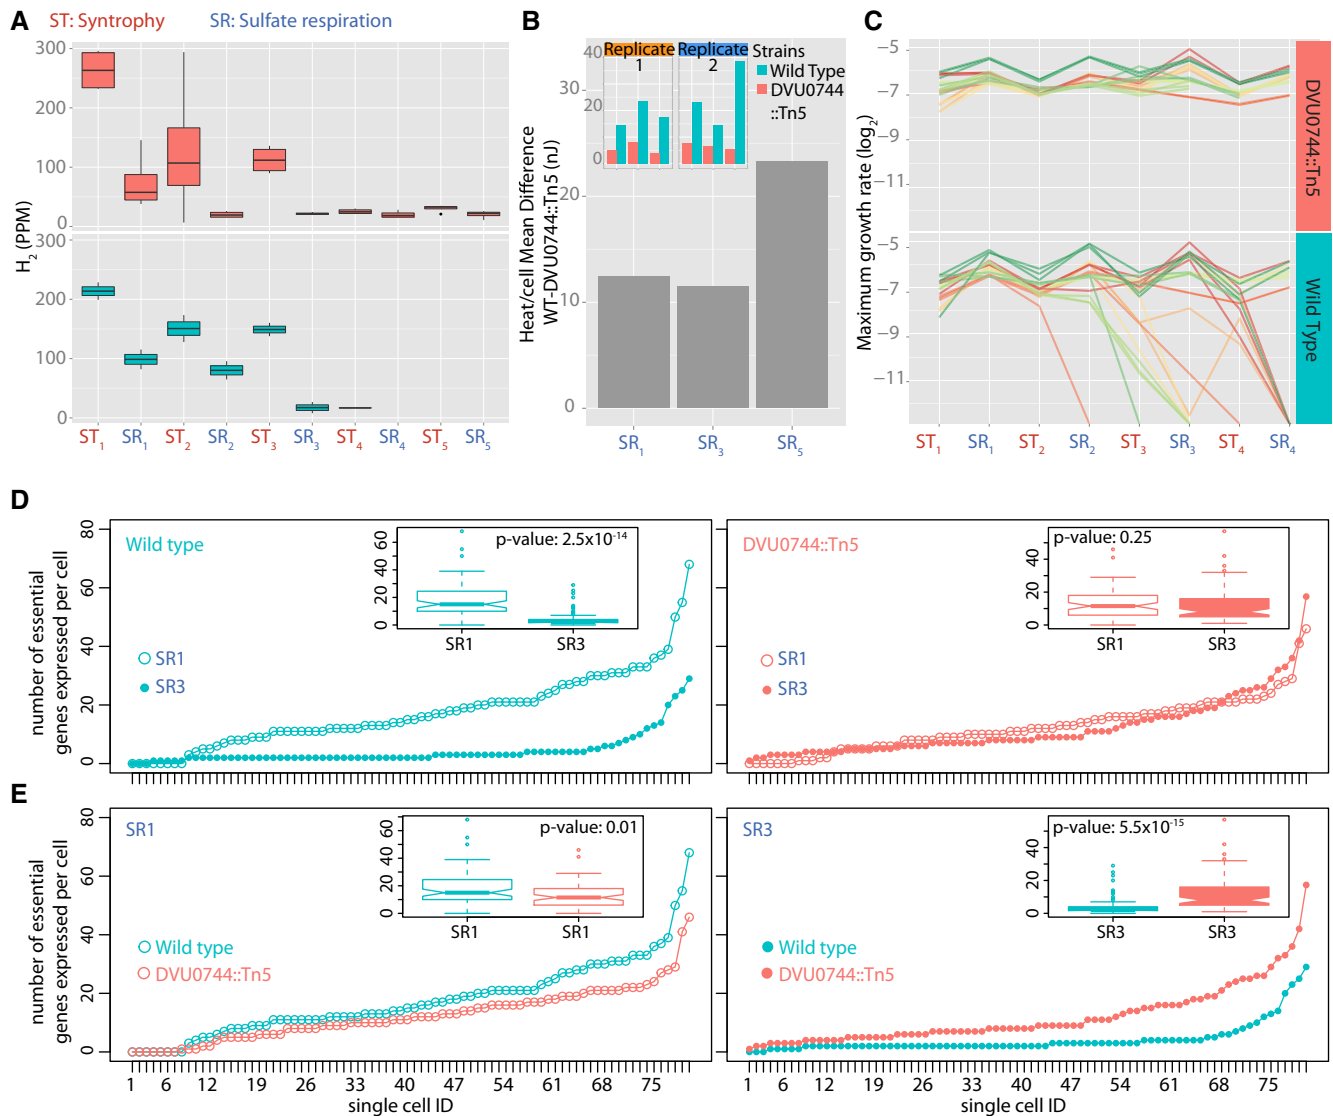 A
ST: Syntrophy
SR: Sulfate respiration
H2 (PPM)
300
200
100
0
300
200
100
0
ST1 SR1 ST2 SR2 ST3 SR3 ST4 SR4 ST5 SR5
B
Heat/cell Mean Difference
WT-DVU0744::Tn5 (nJ)
30
20
10
0
40
20
0
Replicate 1
Replicate 2
Strains
Wild Type
DVU0744
::Tn5
SR1 SR3 SR5
C
Maximum growth rate (log2)
−5
−7
−9
−11
−5
−7
−9
−11
DVU0744::Tn5
Wild Type
ST1 SR1 ST2 SR2 ST3 SR3 ST4 SR4
D
number of essential
genes expressed per cell
80
60
40
20
0
Wild type
SR1
SR3
p-value: 2.5x10-14
60
40
20
0
SR1 SR3
DVU0744::Tn5
SR1
SR3
p-value: 0.25
40
20
0
SR1 SR3
E
number of essential
genes expressed per cell
80
60
40
20
0
SR1
Wild type
DVU0744::Tn5
p-value: 0.01
60
40
20
0
SR1 SR1
1 6 12 19 26 33 40 47 54 61 68 75
single cell ID
SR3
Wild type
DVU0744::Tn5
p-value: 5.5x10-15
40
20
0
SR3 SR3
1 6 12 19 26 33 40 47 54 61 68 75
single cell ID